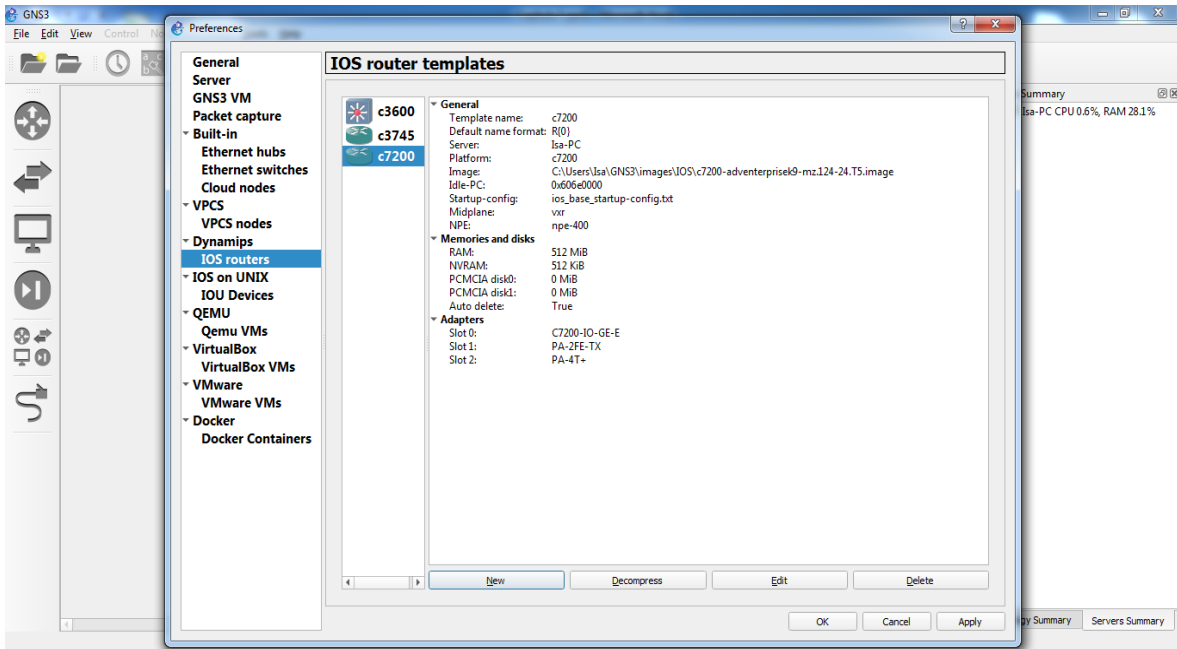 GNS3
File Edit View Control No
Preferences
General
Server
GNS3 VM
Packet capture
Built-in
Ethernet hubs
Ethernet switches
Cloud nodes
VPCS
VPCS nodes
Dynamips
IOS routers
IOS on UNIX
IOU Devices
QEMU
Qemu VMs
VirtualBox
VirtualBox VMs
VMware
VMware VMs
Docker
Docker Containers
IOS router templates
c3600
c3745
c7200
General
Template name: c7200
Default name format: R{0}
Server: Isa-PC
Platform: c7200
Image: C:\Users\Isa\GNS3\images\IOS\c7200-adventerprisek9-mz.124-24.T5.image
Idle-PC: 0x606e0000
Startup-config: ios_base_startup-config.txt
Midplane: vxr
NPE: npe-400
Memories and disks
RAM: 512 MiB
NVRAM: 512 KiB
PCMCIA disk0: 0 MiB
PCMCIA disk1: 0 MiB
Auto delete: True
Adapters
Slot 0: C7200-IO-GE-E
Slot 1: PA-2FE-TX
Slot 2: PA-4T+
New Decompress Edit Delete
OK Cancel Apply
Summary
Isa-PC CPU 0.6%, RAM 28.1%
gy Summary Servers Summary